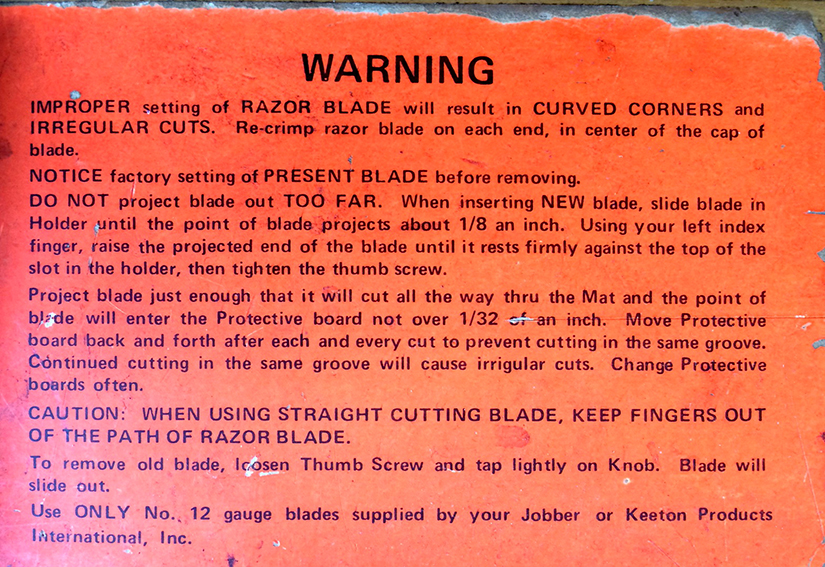 WARNING
IMPROPER setting of RAZOR BLADE will result in CURVED CORNERS and
IRREGULAR CUTS. Re-crimp razor blade on each end, in center of the cap of
blade.
NOTICE factory setting of PRESENT BLADE before removing.
DO NOT project blade out TOO FAR. When inserting NEW blade, slide blade in
Holder until the point of blade projects about 1/8 an inch. Using your left index
finger, raise the projected end of the blade until it rests firmly against the top of the
slot in the holder, then tighten the thumb screw.
Project blade just enough that it will cut all the way thru the Mat and the point of
blade will enter the Protective board not over 1/32 of an inch. Move Protective
board back and forth after each and every cut to prevent cutting in the same groove.
Continued cutting in the same groove will cause irrigular cuts. Change Protective
boards often.
CAUTION: WHEN USING STRAIGHT CUTTING BLADE, KEEP FINGERS OUT
OF THE PATH OF RAZOR BLADE.
To remove old blade, loosen Thumb Screw and tap lightly on Knob. Blade will
slide out.
Use ONLY No. 12 gauge blades supplied by your Jobber or Keeton Products
International, Inc.